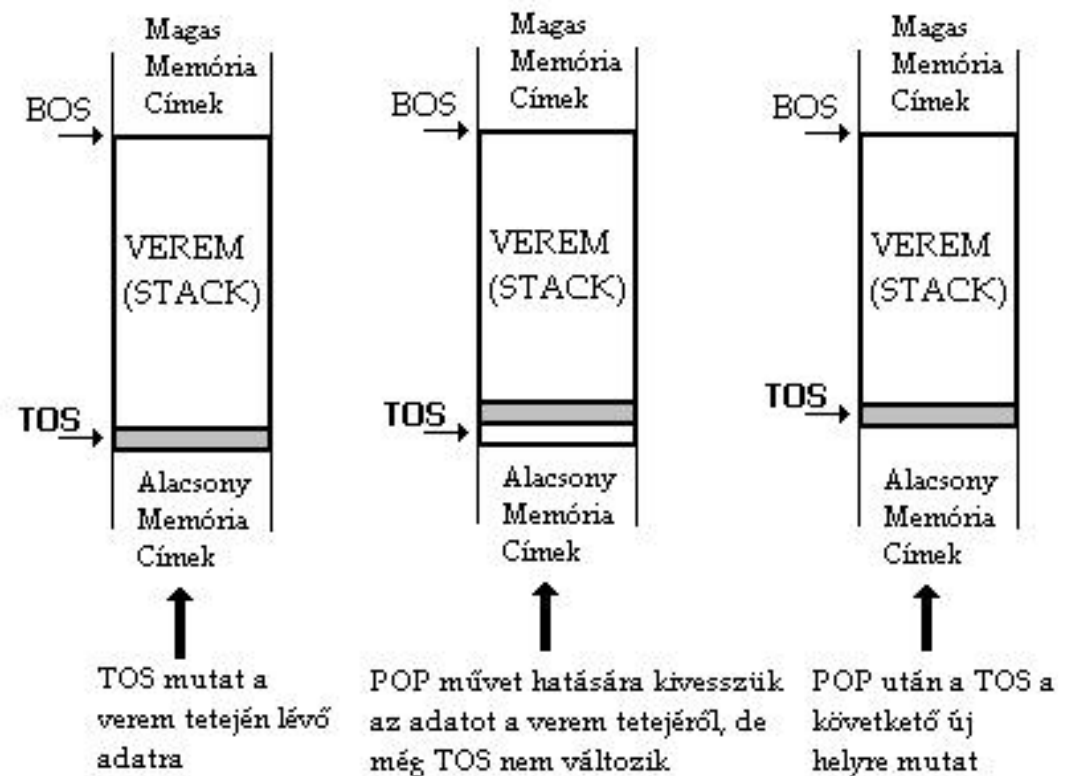 Magas
Memória
Címek
BOS
VEREM
(STACK)
TOS
Alacsony
Memória
Címek
TOS mutat a
verem tetején lévő
adatra
Magas
Memória
Címek
BOS
VEREM
(STACK)
TOS
Alacsony
Memória
Címek
POP művet hatására kivesszük
az adatot a verem tetejéről, de
még TOS nem változik
Magas
Memória
Címek
BOS
VEREM
(STACK)
TOS
Alacsony
Memória
Címek
POP után a TOS a
követkető új
helyre mutat